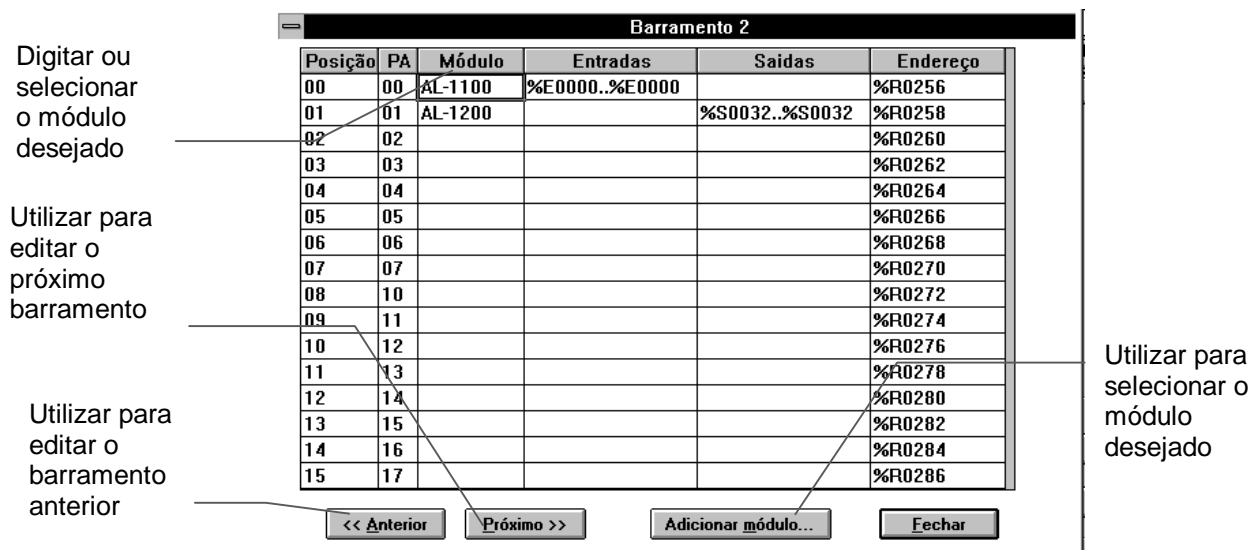 Barramento 2
Digitar ou
selecionar
o módulo
desejado
Utilizar para
editar o
próximo
barramento
Utilizar para
editar o
barramento
anterior
Posição PA Módulo Entradas Saidas Endereço
00 00 AL-1100 %E0000..%E0000 %R0256
01 01 AL-1200 %S0032..%S0032 %R0258
02 02 %R0260
03 03 %R0262
04 04 %R0264
05 05 %R0266
06 06 %R0268
07 07 %R0270
08 10 %R0272
09 11 %R0274
10 12 %R0276
11 13 %R0278
12 14 %R0280
13 15 %R0282
14 16 %R0284
15 17 %R0286
<< Anterior Próximo >> Adicionar módulo... Fechar
Utilizar para
selecionar o
módulo
desejado